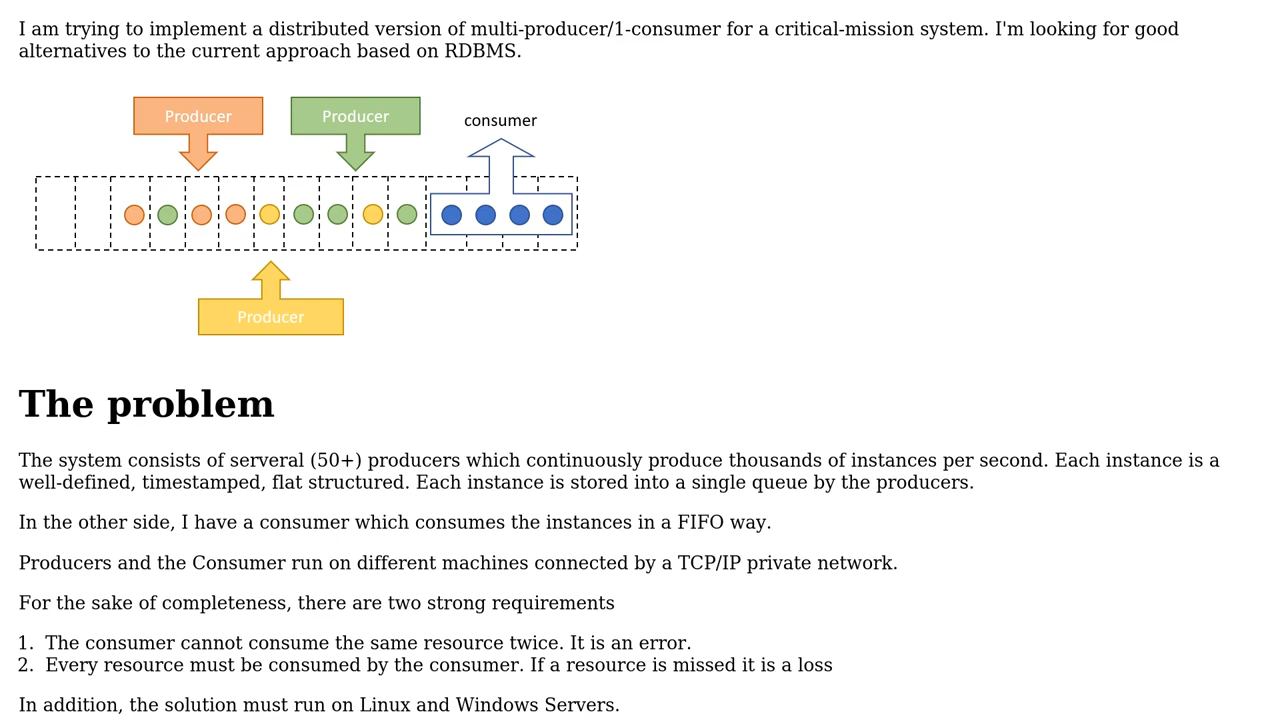 I am trying to implement a distributed version of multi-producer/1-consumer for a critical-mission system. I'm looking for good
alternatives to the current approach based on RDBMS.
Producer
Producer
consumer
Producer
The problem
The system consists of serveral (50+) producers which continuously produce thousands of instances per second. Each instance is a
well-defined, timestamped, flat structured. Each instance is stored into a single queue by the producers.
In the other side, I have a consumer which consumes the instances in a FIFO way.
Producers and the Consumer run on different machines connected by a TCP/IP private network.
For the sake of completeness, there are two strong requirements
1. The consumer cannot consume the same resource twice. It is an error.
2. Every resource must be consumed by the consumer. If a resource is missed it is a loss
In addition, the solution must run on Linux and Windows Servers.